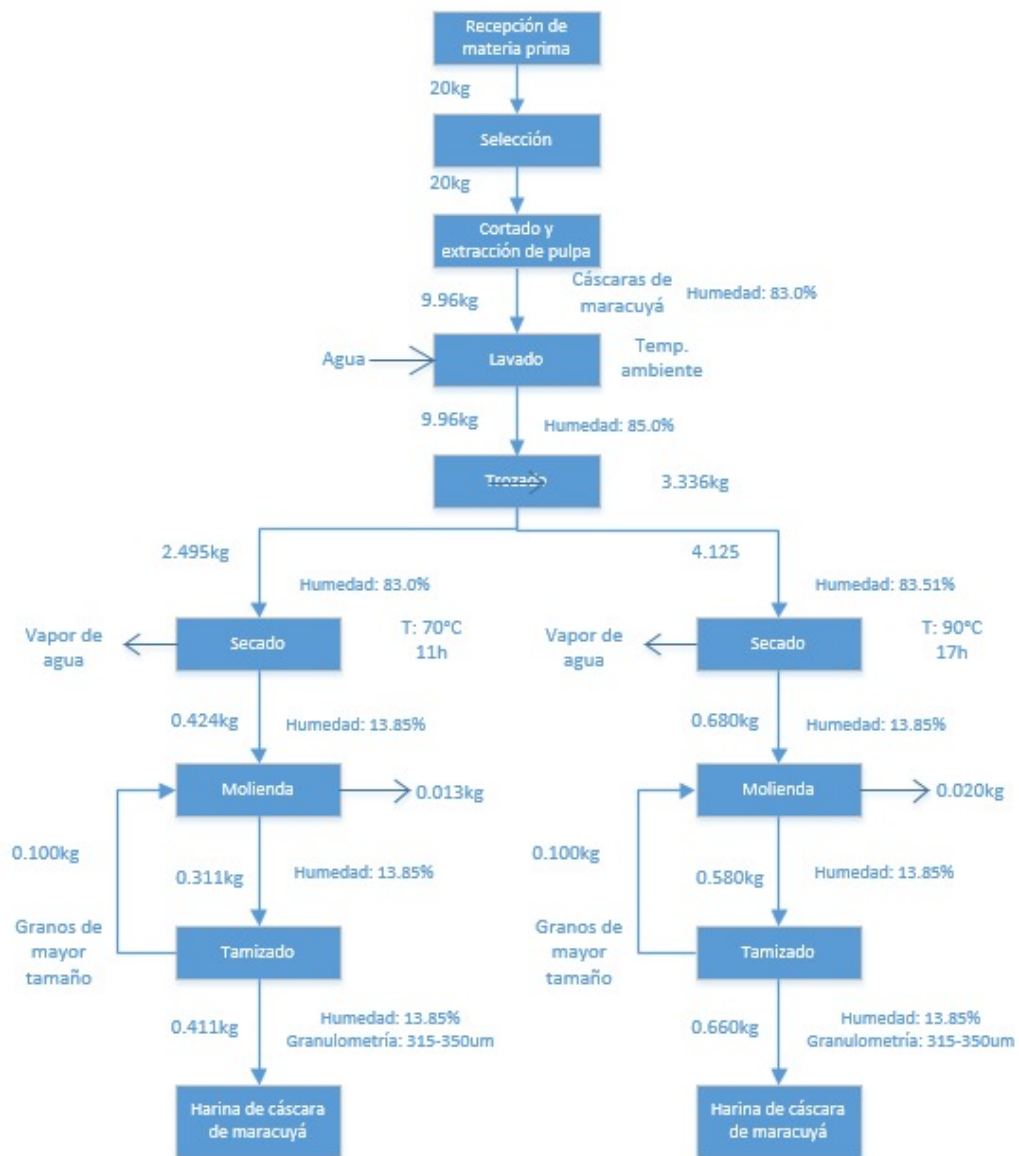 Recepción de
materia prima
20kg
Selección
20kg
Cortado y
extracción de pulpa
9.96kg
Cáscaras de
maracuyá
Humedad: 83.0%
Agua
Lavado
Temp.
ambiente
9.96kg
Humedad: 85.0%
Trozado
3.336kg
2.495kg
4.125
Humedad: 83.0%
Humedad: 83.51%
Vapor de
agua
Secado
T: 70°C
11h
Vapor de
agua
Secado
T: 90°C
17h
0.424kg
Humedad: 13.85%
0.680kg
Humedad: 13.85%
Molienda
0.013kg
Molienda
0.020kg
0.100kg
0.311kg
Humedad: 13.85%
0.100kg
0.580kg
Humedad: 13.85%
Granos de
mayor
tamaño
Tamizado
Granos de
mayor
tamaño
Tamizado
0.411kg
Humedad: 13.85%
Granulometría: 315-350um
0.660kg
Humedad: 13.85%
Granulometría: 315-350um
Harina de cáscara
de maracuyá
Harina de cáscara
de maracuyá